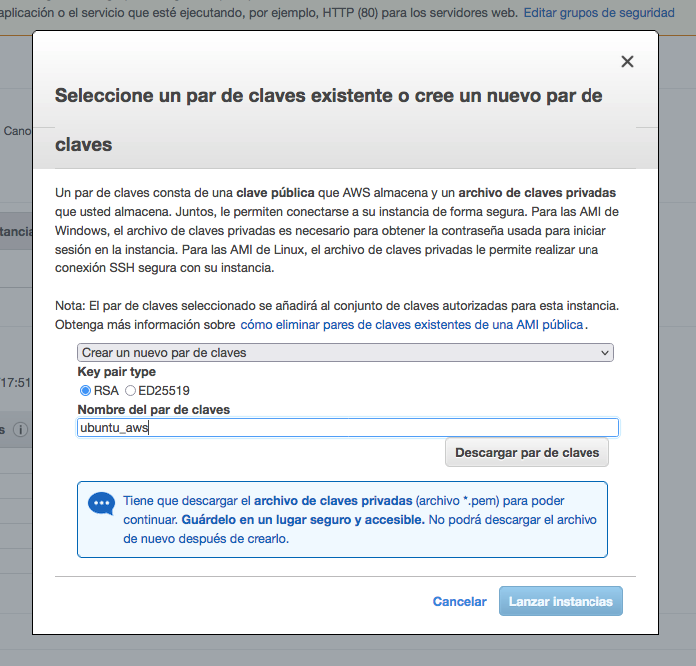 aplicación o el servicio que esté ejecutando, por ejemplo, HTTP (80) para los servidores web. Editar grupos de seguridad
Seleccione un par de claves existente o cree un nuevo par de
claves
Cano
tancia
17:51
s
Un par de claves consta de una clave pública que AWS almacena y un archivo de claves privadas
que usted almacena. Juntos, le permiten conectarse a su instancia de forma segura. Para las AMI de
Windows, el archivo de claves privadas es necesario para obtener la contraseña usada para iniciar
sesión en la instancia. Para las AMI de Linux, el archivo de claves privadas le permite realizar una
conexión SSH segura con su instancia.
Nota: El par de claves seleccionado se añadirá al conjunto de claves autorizadas para esta instancia.
Obtenga más información sobre cómo eliminar pares de claves existentes de una AMI pública.
Crear un nuevo par de claves
Key pair type
RSA ED25519
Nombre del par de claves
ubuntu_aws
Descargar par de claves
Tiene que descargar el archivo de claves privadas (archivo *.pem) para poder
continuar. Guárdelo en un lugar seguro y accesible. No podrá descargar el archivo
de nuevo después de crearlo.
Cancelar Lanzar instancias